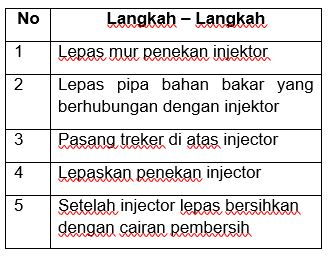 No Langkah – Langkah
1 Lepas mur penekan injektor
2 Lepas pipa bahan bakar yang
berhubungan dengan injektor
3 Pasang treker di atas injector
4 Lepaskan penekan injector
5 Setelah injector lepas bersihkan
dengan cairan pembersih